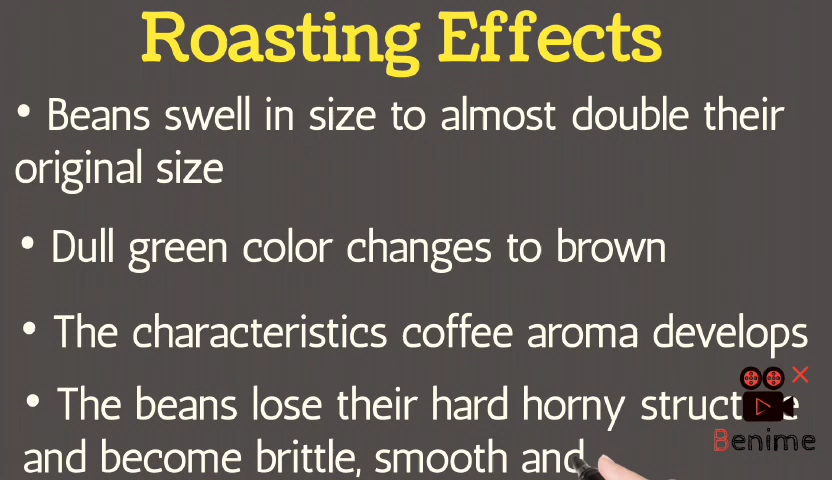 Roasting Effects
• Beans swell in size to almost double their
original size
• Dull green color changes to brown
• The characteristics coffee aroma develops
• The beans lose their hard horny
and become brittle, smooth and
Benime